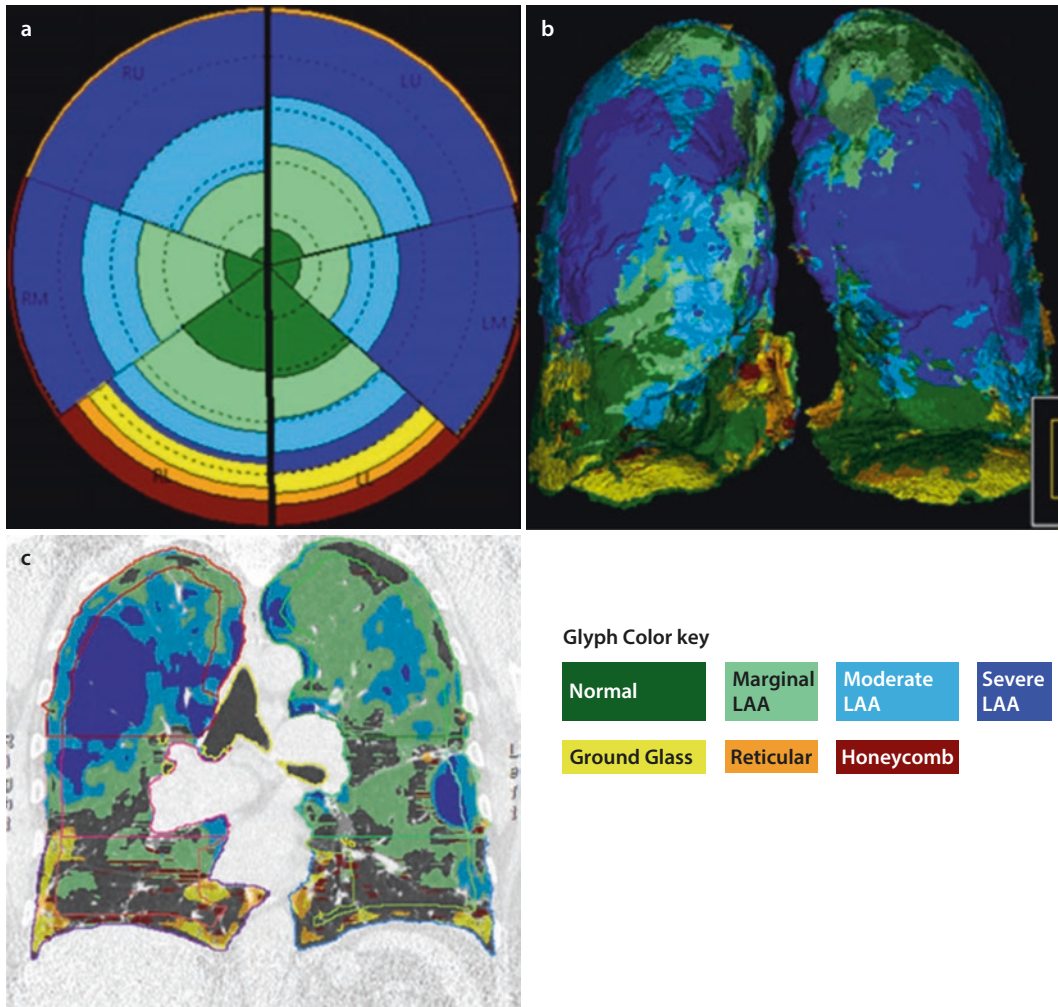 a
RU
LU
RM
LM
RL
LL
b
c
Glyph Color key
Normal
Marginal
LAA
Moderate
LAA
Severe
LAA
Ground Glass
Reticular
Honeycomb